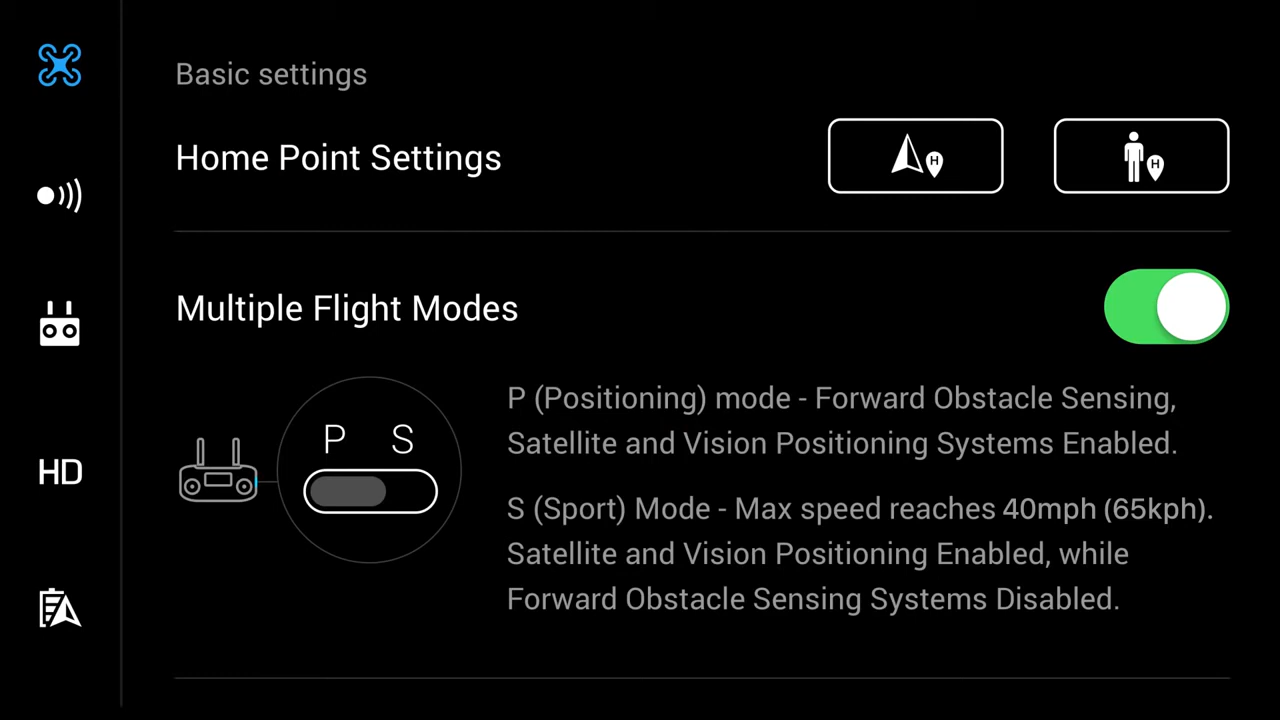 Basic settings
Home Point Settings
H
H
Multiple Flight Modes
P S
P (Positioning) mode - Forward Obstacle Sensing,
Satellite and Vision Positioning Systems Enabled.
S (Sport) Mode - Max speed reaches 40mph (65kph).
Satellite and Vision Positioning Enabled, while
Forward Obstacle Sensing Systems Disabled.
HD